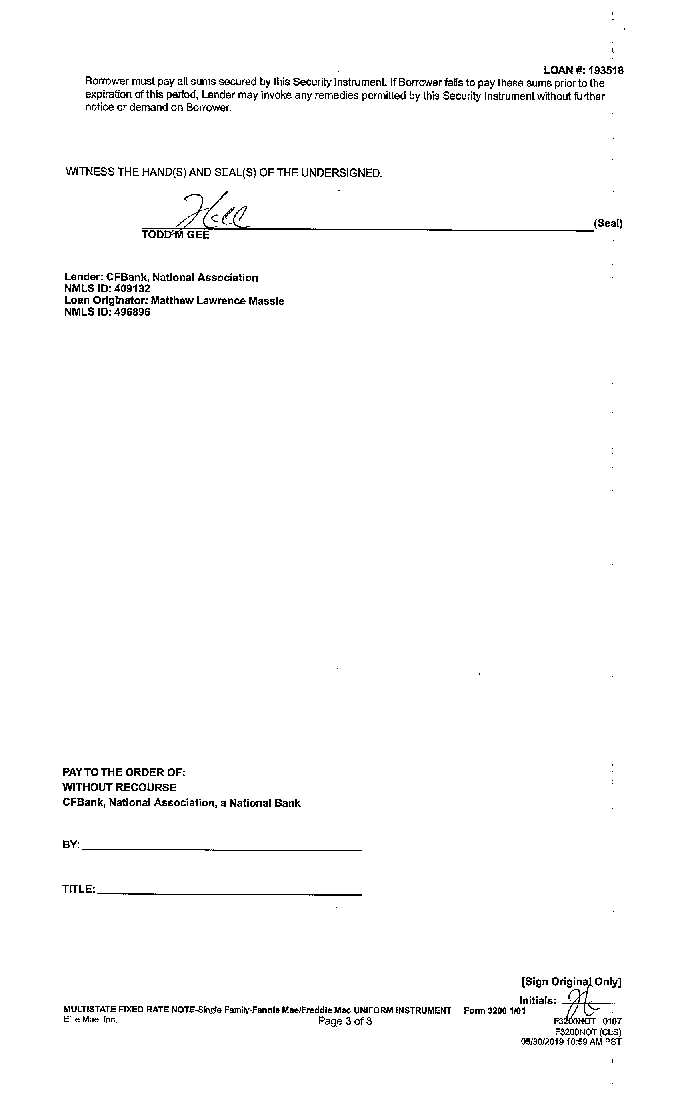 LOAN #: 193518
Borrower must pay all sums secured by this Security Instrument. If Borrower fails to pay these sums prior to the
expiration of this period, Lender may invoke any remedies permitted by this Security Instrument without further
notice or demand on Borrower.
WITNESS THE HAND(S) AND SEAL(S) OF THE UNDERSIGNED.
(Seal)
TODD M GEE
Lender: CFBank, National Association
NMLS ID: 409132
Loan Originator: Matthew Lawrence Massie
NMLS ID: 496896
PAY TO THE ORDER OF:
WITHOUT RECOURSE
CFBank, National Association, a National Bank
BY:
TITLE:
[Sign Original Only]
Initials:
MULTISTATE FIXED RATE NOTE-Single Family-Fannie Mae/Freddie Mac UNIFORM INSTRUMENT Form 3200 1/01
Ellie Mae, Inc. Page 3 of 3 F3200NOT 0107
F3200NOT (CLS)
05/30/2019 10:59 AM PST